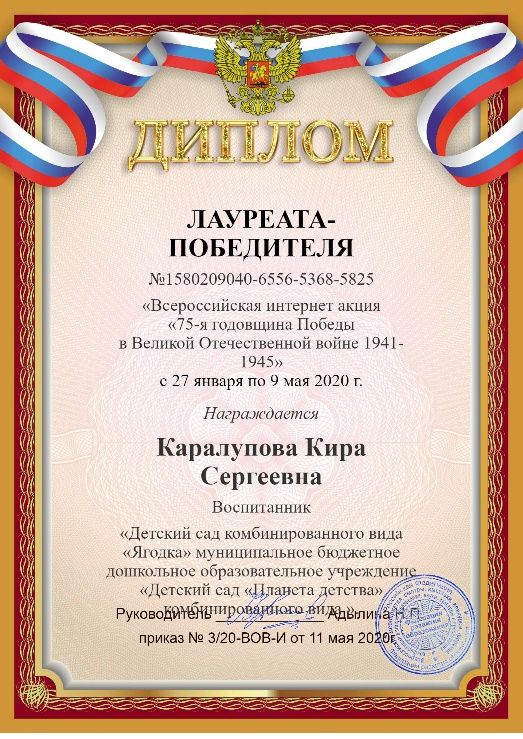 ДИПЛОМ
ЛАУРЕАТА-
ПОБЕДИТЕЛЯ
№1580209040-6556-5368-5825
«Всероссийская интернет акция
«75-я годовщина Победы
в Великой Отечественной войне 1941-
1945»
с 27 января по 9 мая 2020 г.
Награждается
Каралупова Кира
Сергеевна
Воспитанник
«Детский сад комбинированного вида
«Ягодка» муниципальное бюджетное
дошкольное образовательное учреждение
«Детский сад «Планета детства»
комбинированного вида »
Руководитель Адылина Н.П.
приказ № 3/20-ВОВ-И от 11 мая 2020г.